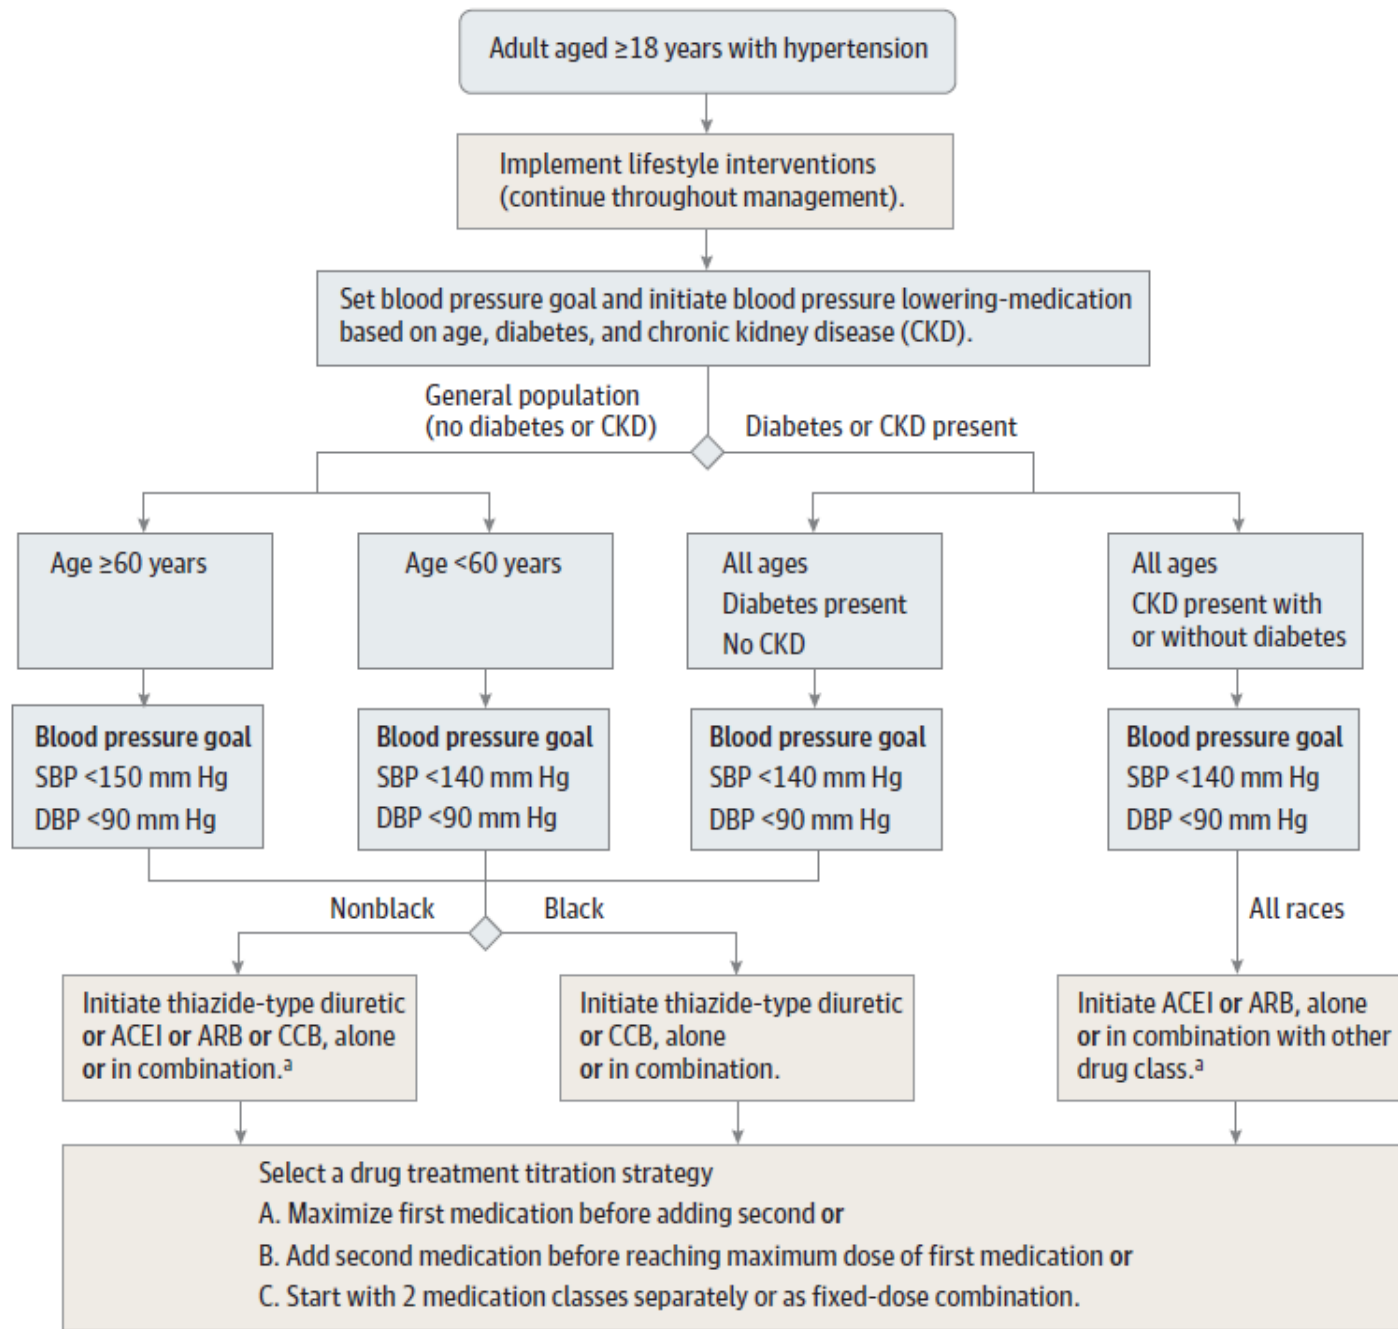 Adult aged ≥18 years with hypertension
Implement lifestyle interventions
(continue throughout management).
Set blood pressure goal and initiate blood pressure lowering-medication
based on age, diabetes, and chronic kidney disease (CKD).
General population
(no diabetes or CKD)
Diabetes or CKD present
Age ≥60 years
Age <60 years
All ages
Diabetes present
No CKD
All ages
CKD present with
or without diabetes
Blood pressure goal
SBP <150 mm Hg
DBP <90 mm Hg
Blood pressure goal
SBP <140 mm Hg
DBP <90 mm Hg
Blood pressure goal
SBP <140 mm Hg
DBP <90 mm Hg
Blood pressure goal
SBP <140 mm Hg
DBP <90 mm Hg
Nonblack
Black
All races
Initiate thiazide-type diuretic
or ACEI or ARB or CCB, alone
or in combination.ª
Initiate thiazide-type diuretic
or CCB, alone
or in combination.
Initiate ACEI or ARB, alone
or in combination with other
drug class.ª
Select a drug treatment titration strategy
A. Maximize first medication before adding second or
B. Add second medication before reaching maximum dose of first medication or
C. Start with 2 medication classes separately or as fixed-dose combination.